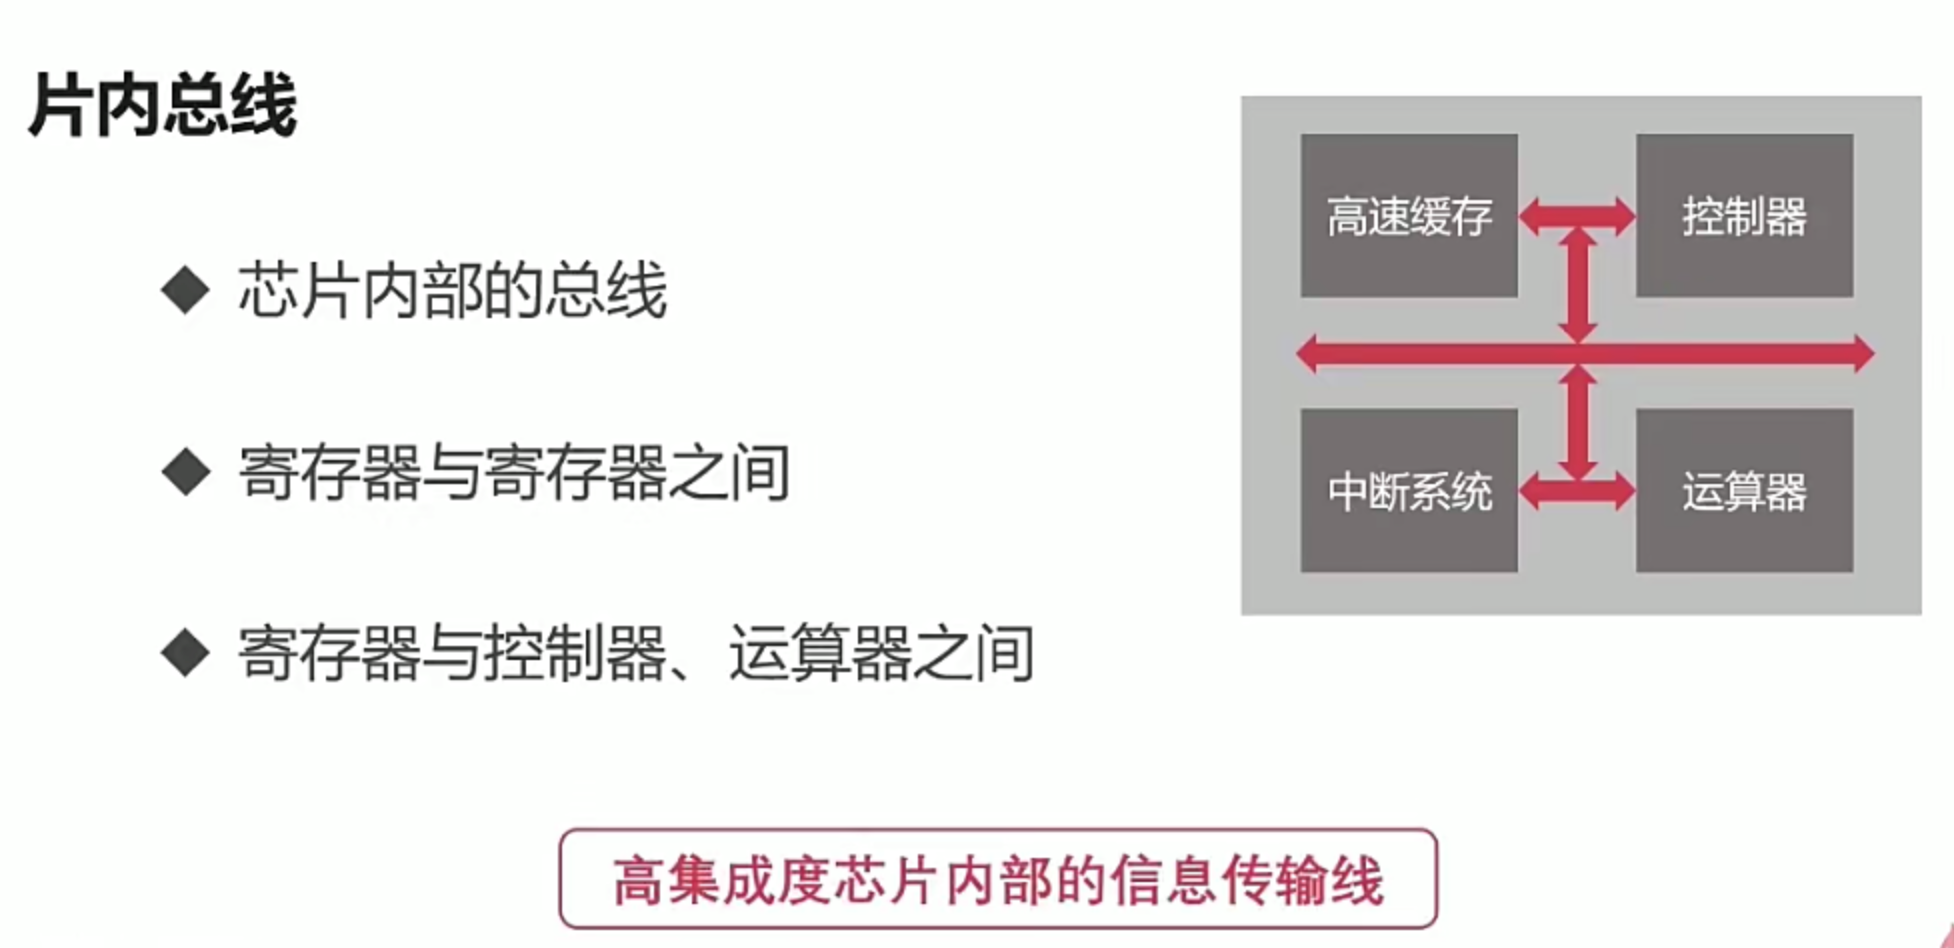 片内总线
芯片内部的总线
寄存器与寄存器之间
寄存器与控制器、运算器之间
高速缓存
控制器
中断系统
运算器
高集成度芯片内部的信息传输线